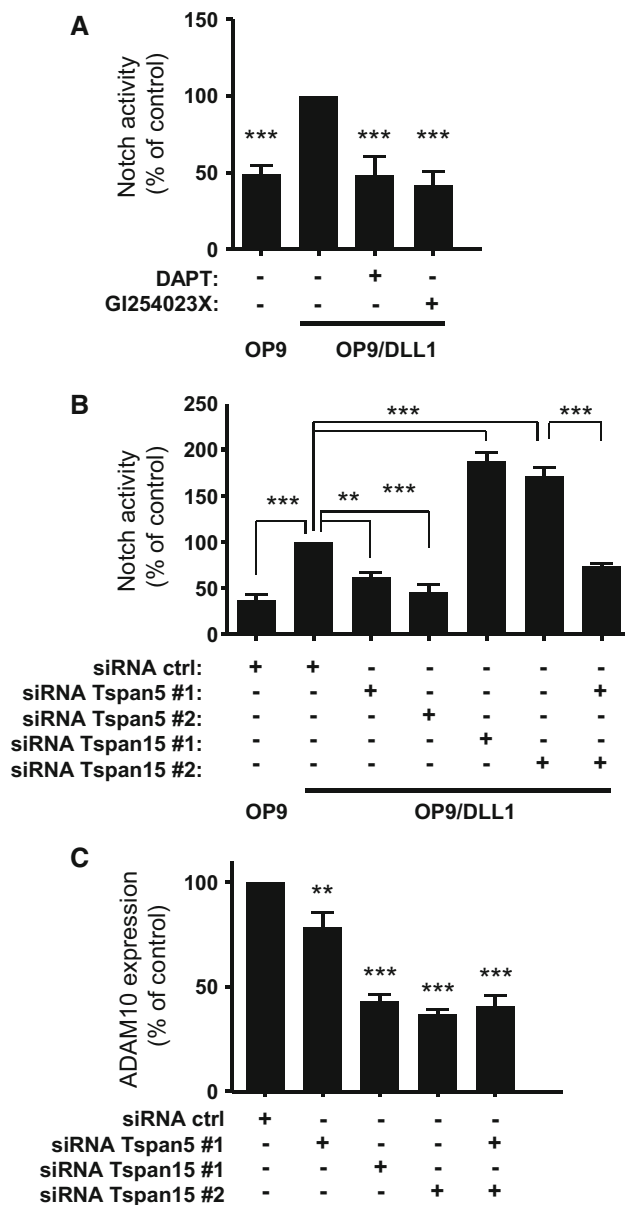 A
Notch activity
(% of control)
150
100
50
0
*** *** ***
DAPT: - - + -
GI254023X: - - - +
OP9 OP9/DLL1
B
Notch activity
(% of control)
250
200
150
100
50
0
*** ***
*** ** ***
siRNA ctrl: + + - - - - -
siRNA Tspan5 #1: - - + - - - +
siRNA Tspan5 #2: - - - + - - -
siRNA Tspan15 #1: - - - - + - -
siRNA Tspan15 #2: - - - - - + +
OP9 OP9/DLL1
C
ADAM10 expression
(% of control)
100
50
0
** *** *** ***
siRNA ctrl + - - - -
siRNA Tspan5 #1 - + - - +
siRNA Tspan15 #1 - - + - -
siRNA Tspan15 #2 - - - + +